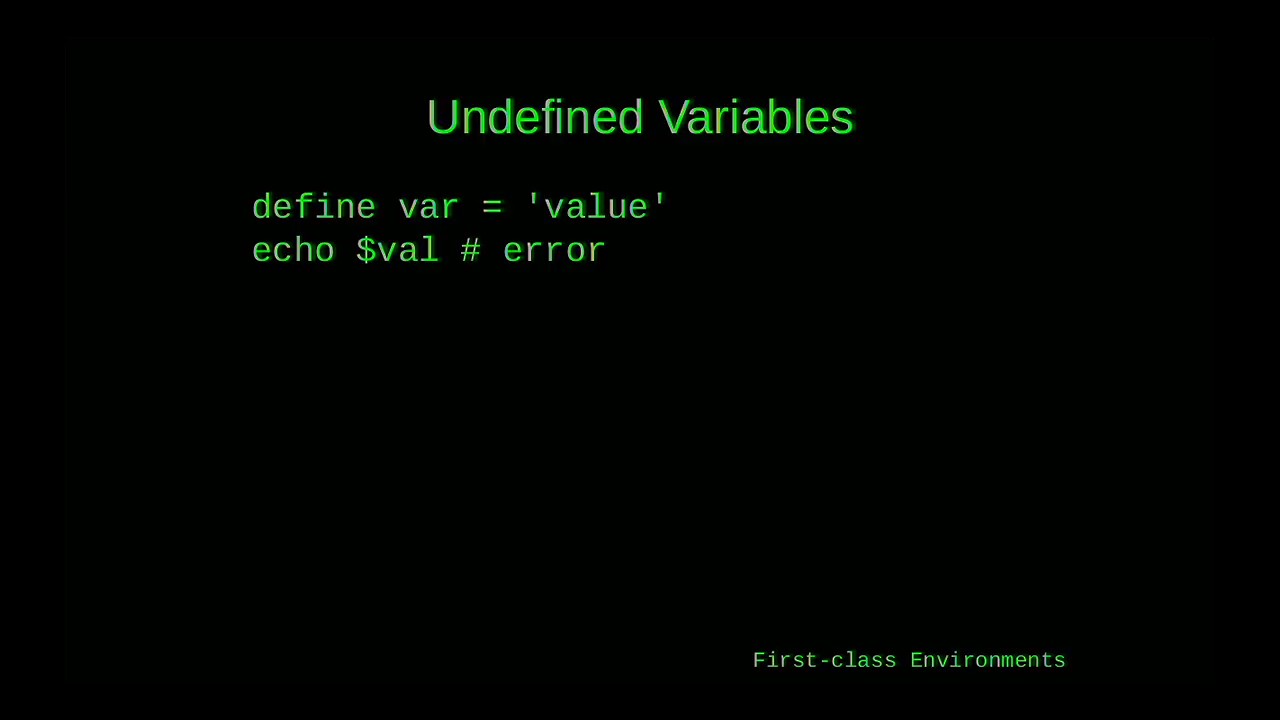 Undefined Variables
define var = 'value'
echo $val # error
First-class Environments